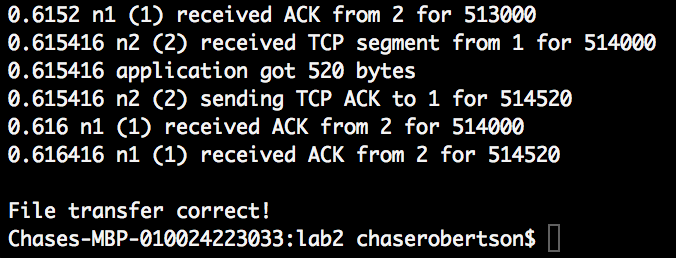 0.6152 n1 (1) received ACK from 2 for 513000
0.615416 n2 (2) received TCP segment from 1 for 514000
0.615416 application got 520 bytes
0.615416 n2 (2) sending TCP ACK to 1 for 514520
0.616 n1 (1) received ACK from 2 for 514000
0.616416 n1 (1) received ACK from 2 for 514520
File transfer correct!
Chases-MBP-010024223033:lab2 chaserobertson$